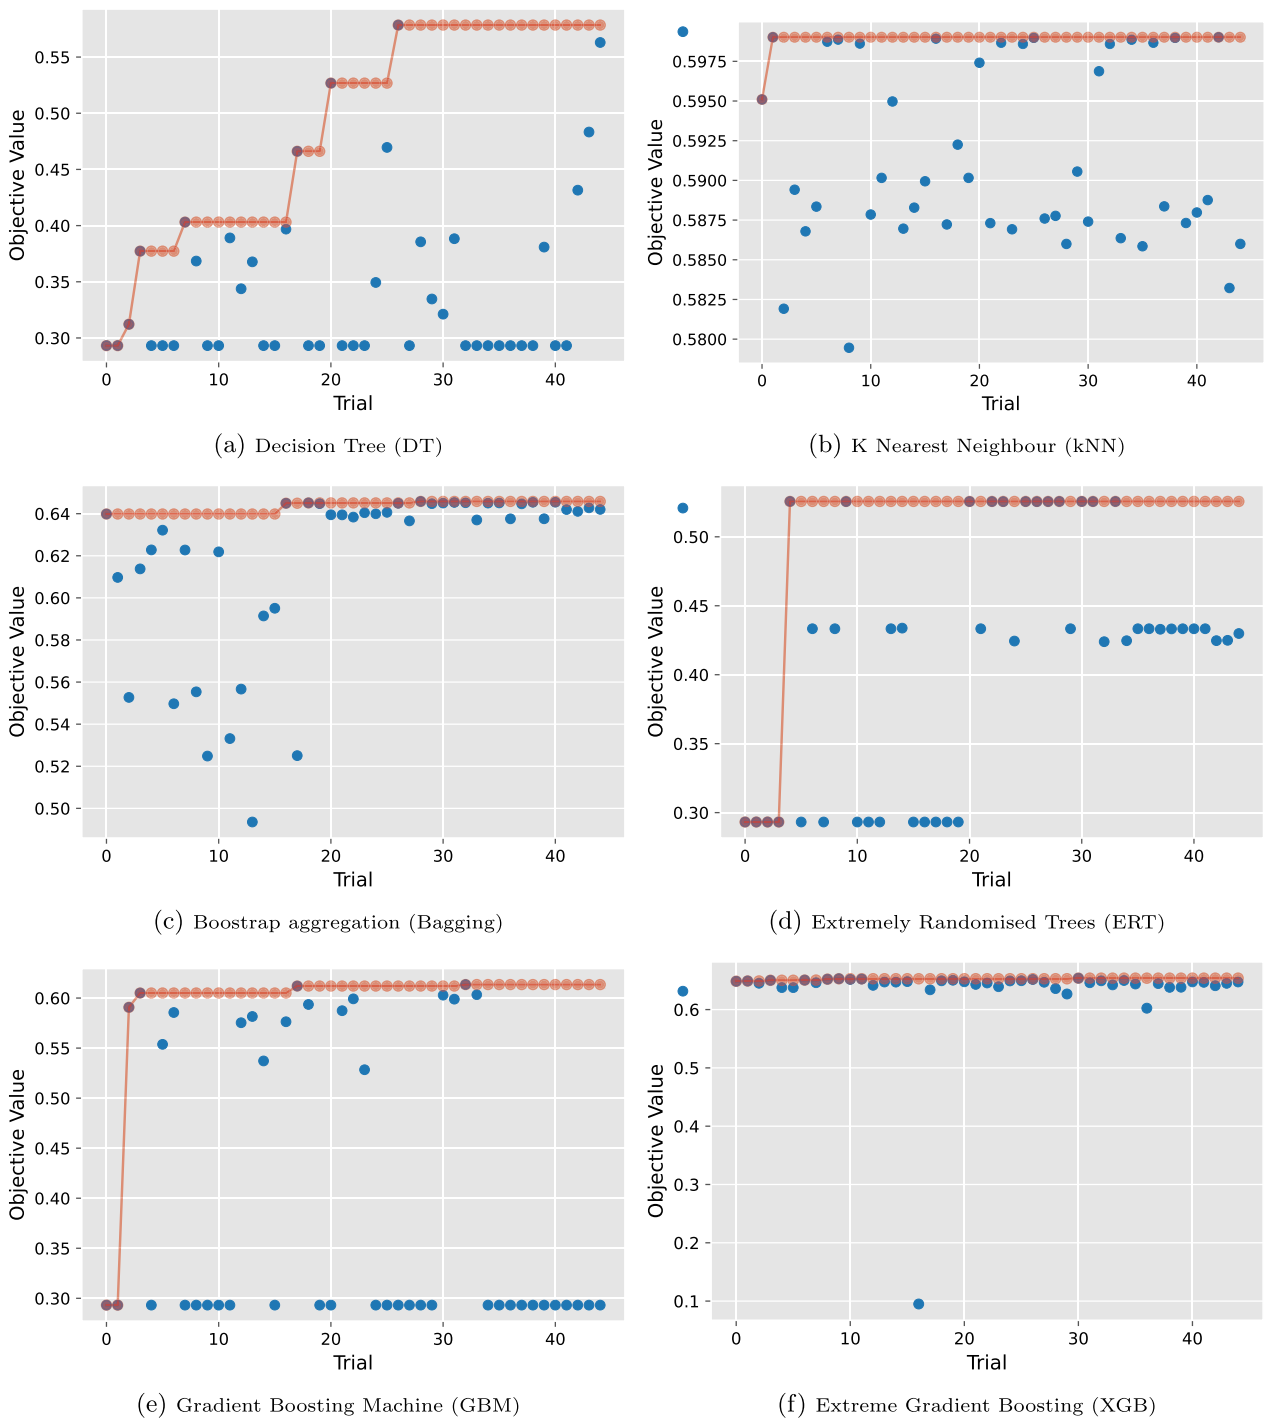 Objective Value
0.55
0.50
0.45
0.40
0.35
0.30
0 10 20 30 40
Trial
(a) Decision Tree (DT)
Objective Value
0.5975
0.5950
0.5925
0.5900
0.5875
0.5850
0.5825
0.5800
0 10 20 30 40
Trial
(b) K Nearest Neighbour (kNN)
Objective Value
0.64
0.62
0.60
0.58
0.56
0.54
0.52
0.50
0 10 20 30 40
Trial
(c) Boostrap aggregation (Bagging)
Objective Value
0.50
0.45
0.40
0.35
0.30
0 10 20 30 40
Trial
(d) Extremely Randomised Trees (ERT)
Objective Value
0.60
0.55
0.50
0.45
0.40
0.35
0.30
0 10 20 30 40
Trial
(e) Gradient Boosting Machine (GBM)
Objective Value
0.6
0.5
0.4
0.3
0.2
0.1
0 10 20 30 40
Trial
(f) Extreme Gradient Boosting (XGB)